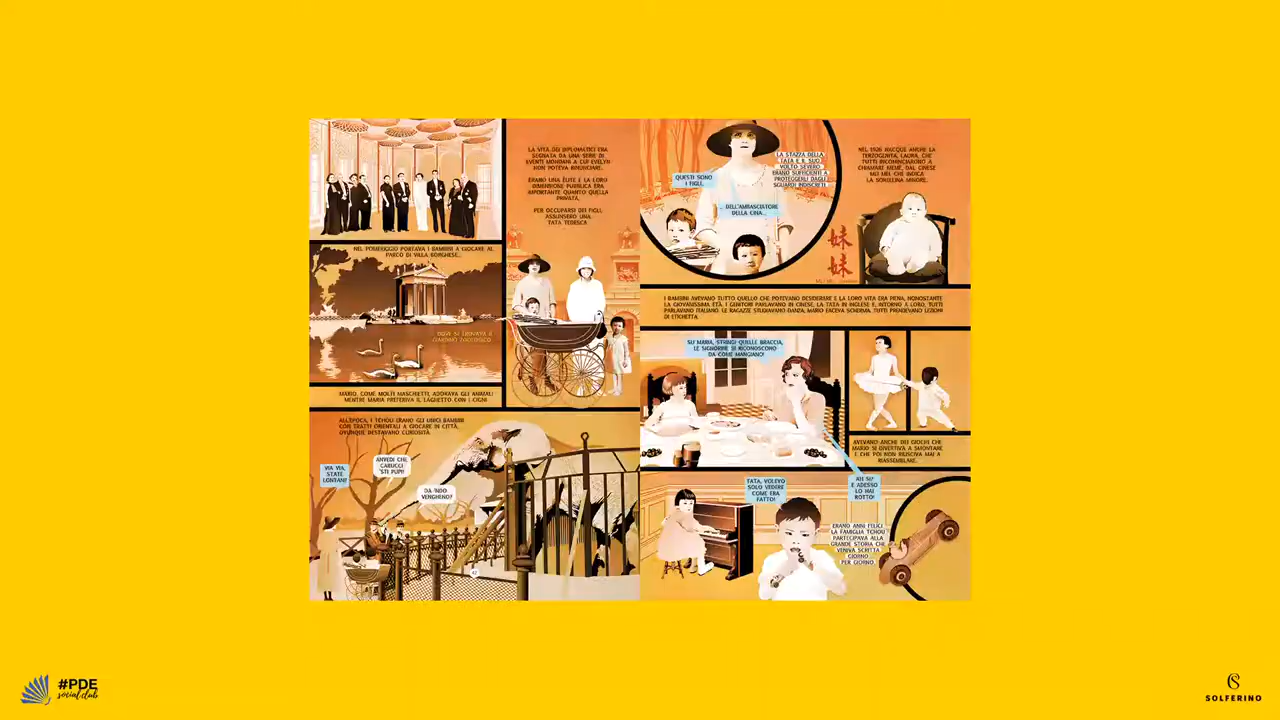 LA VITA DEI DIPLOMATICI ERA
SEGNATA DA UNA SERIE DI
EVENTI MONDANI A CUI EVELYN
NON POTEVA RINUNCIARE.
ERANO UNA ÉLITE E LA LORO
DIMENSIONE PUBBLICA ERA
IMPORTANTE QUANTO QUELLA
PRIVATA.
PER OCCUPARSI DEI FIGLI,
ASSUNSERO UNA
TATA TEDESCA
NEL POMERIGGIO PORTAVA I BAMBINI A GIOCARE AL
PARCO DI VILLA BORGHESE...
DOVE SI TROVAVA IL
GIARDINO ZOOLOGICO.
MARIO, COME MOLTI MASCHIETTI, ADORAVA GLI ANIMALI
MENTRE MARIA PREFERIVA IL LAGHETTO CON I CIGNI
ALL'EPOCA, I TCHOU ERANO GLI UNICI BAMBINI
CON TRATTI ORIENTALI A GIOCARE IN CITTÀ,
OVUNQUE DESTAVANO CURIOSITÀ.
VIA VIA,
STATE
LONTANI!
ANVEDI CHE
CARUCCI
'STI PUPI!
DA 'NDO
VENGHENO?
QUESTI SONO
I FIGLI,
LA STAZZA DELLA
TATA E IL SUO
VOLTO SEVERO
ERANO SUFFICIENTI A
PROTEGGERLI DAGLI
SGUARDI INDISCRETI
... DELL'AMBASCIATORE
DELLA CINA...
NEL 1928 NACQUE ANCHE LA
TERZOGENITA, LAURA, CHE
TUTTI INCOMINCIARONO A
CHIAMARE MEMÈ, DAL CINESE
MEI MEI, CHE INDICA
LA SORELLINA MINORE.
妹
妹
I BAMBINI AVEVANO TUTTO QUELLO CHE POTEVANO DESIDERARE E LA LORO VITA ERA PIENA, NONOSTANTE
LA GIOVANISSIMA ETÀ. I GENITORI PARLAVANO IN CINESE, LA TATA IN INGLESE E, INTORNO A LORO, TUTTI
PARLAVANO ITALIANO. LE RAGAZZE STUDIAVANO DANZA, MARIO FACEVA SCHERMA. TUTTI PRENDEVANO LEZIONI
DI ETICHETTA.
SU MARIA, STRINGI QUELLE BRACCIA,
LE SIGNORINE SI RICONOSCONO
DA COME MANGIANO!
AVEVANO ANCHE DEI GIOCHI CHE
MARIO SI DIVERTIVA A SMONTARE
E CHE POI NON RIUSCIVA MAI A
RIASSEMBLARE.
TATA, VOLEVO
SOLO VEDERE
COME ERA
FATTO!
AH SÌ?
E ADESSO
LO HAI
ROTTO!
ERANO ANNI FELICI.
LA FAMIGLIA TCHOU
PARTECIPAVA ALLA
GRANDE STORIA CHE
VENIVA SCRITTA
GIORNO
PER GIORNO.
#PDE
social club
SOLFERINO